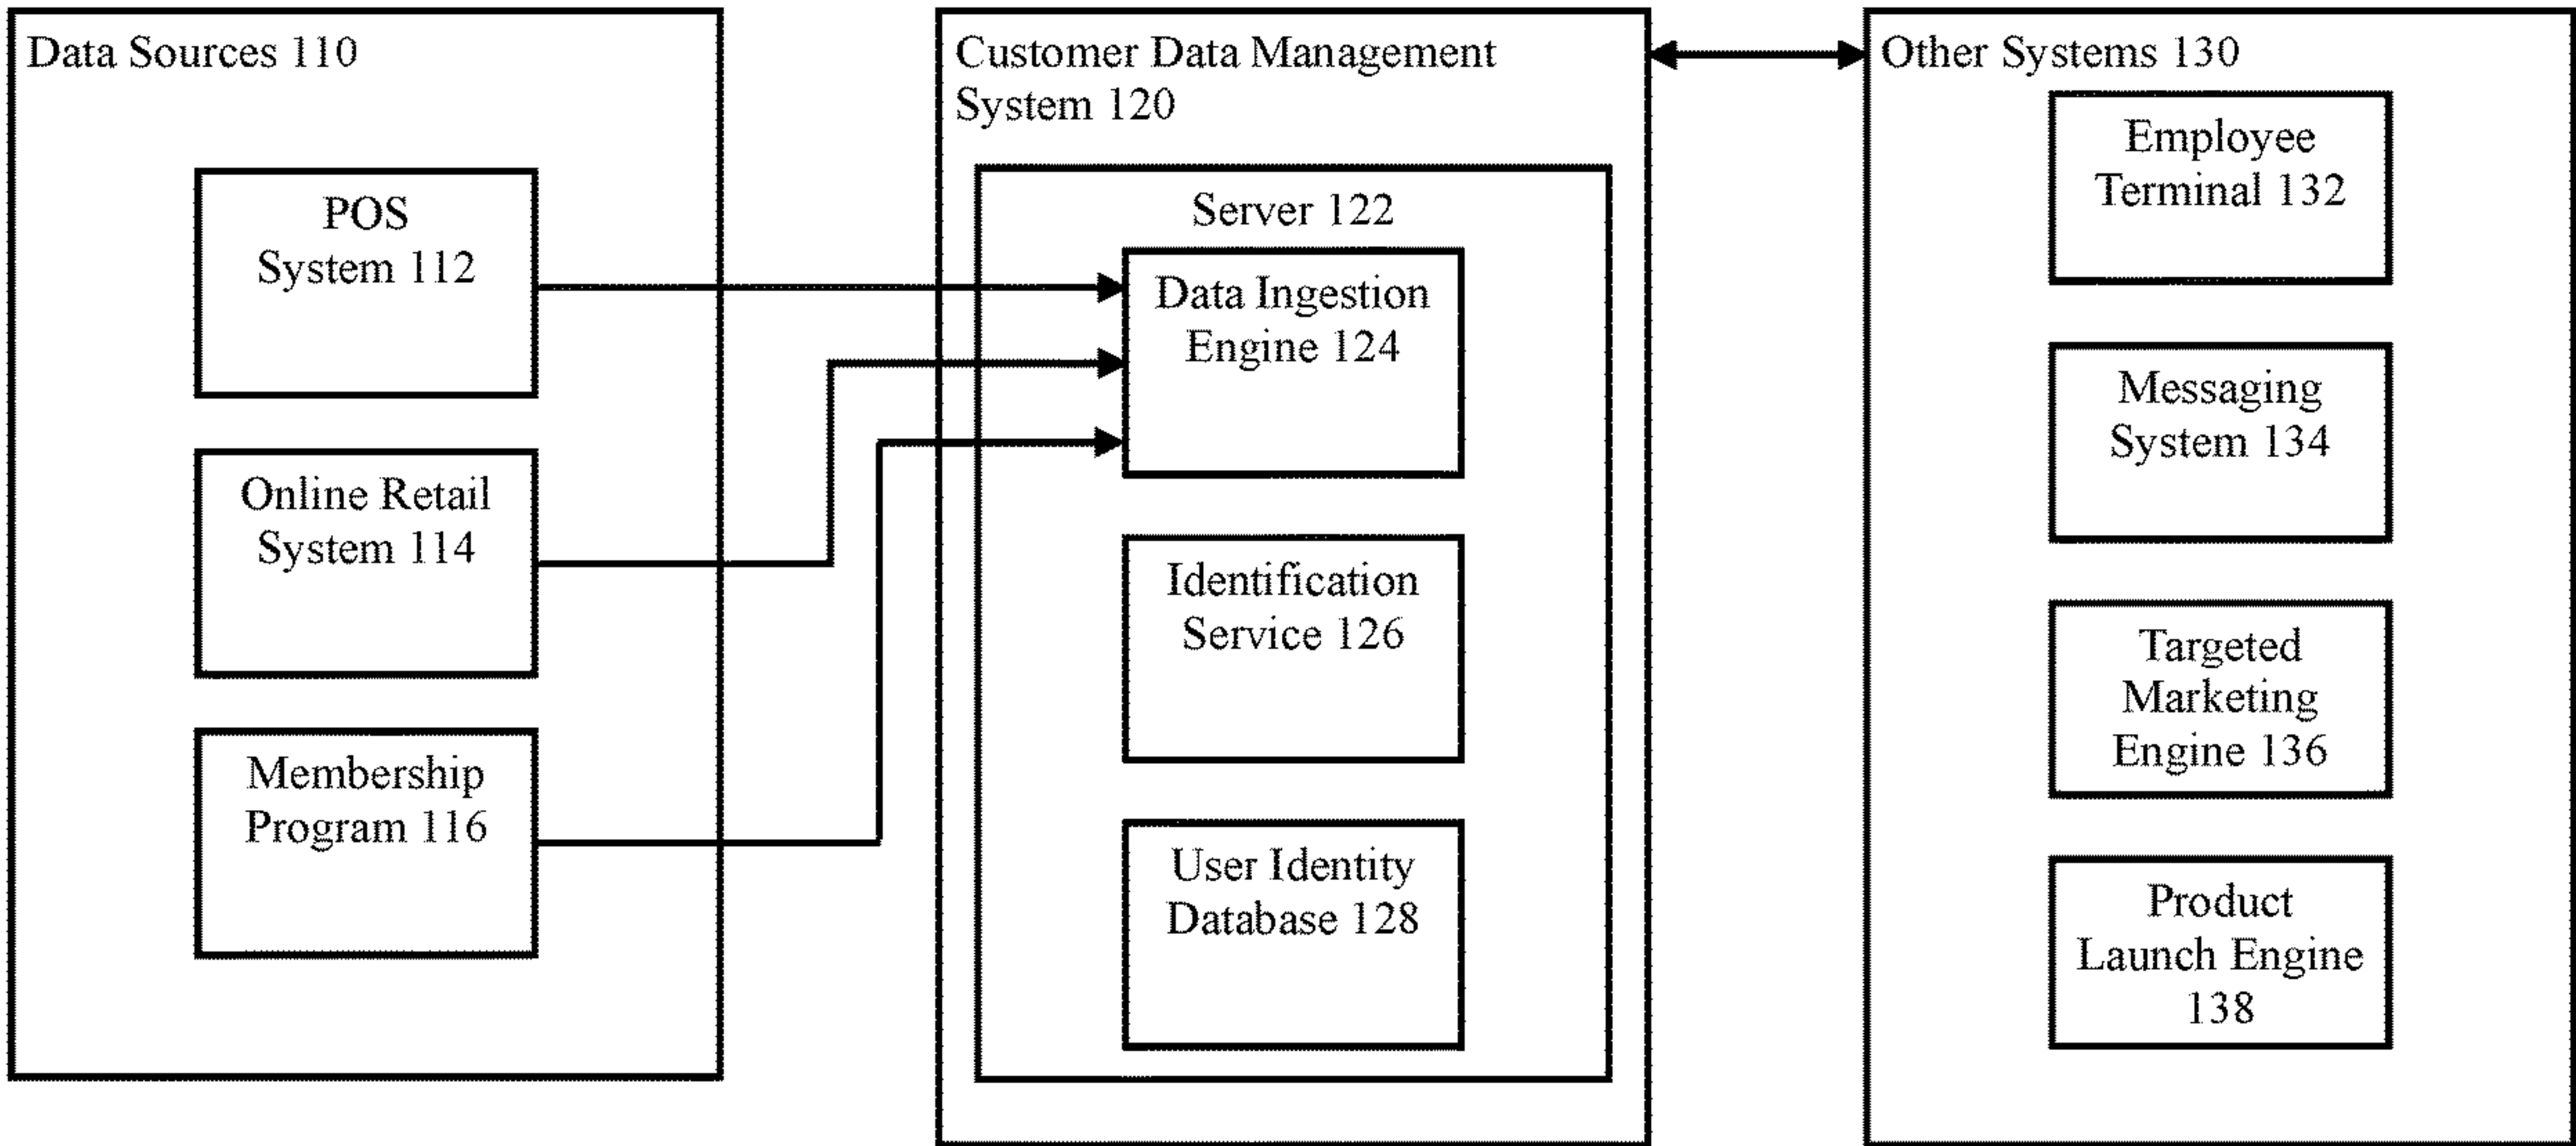 Data Sources 110
POS
System 112
Online Retail
System 114
Membership
Program 116
Customer Data Management
System 120
Server 122
Data Ingestion
Engine 124
Identification
Service 126
User Identity
Database 128
Other Systems 130
Employee
Terminal 132
Messaging
System 134
Targeted
Marketing
Engine 136
Product
Launch Engine
138